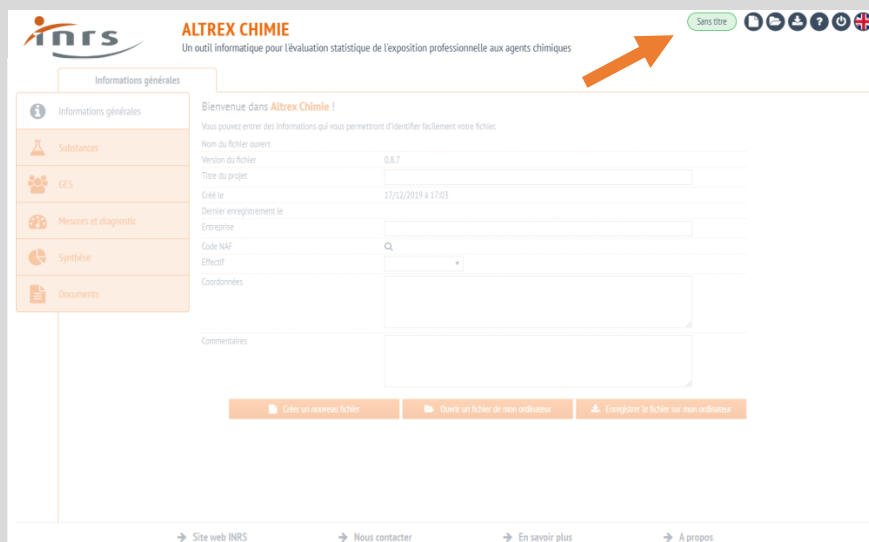 inrs
ALTREX CHIMIE
Un outil informatique pour l'évaluation statistique de l'exposition professionnelle aux agents chimiques
Sans titre
Informations générales
Informations générales
Substances
GES
Mesures et diagnostic
Synthèse
Documents
Bienvenue dans Altrex Chimie !
Vous pouvez entrer des informations qui vous permettront d'identifier facilement votre fichier.
Nom du fichier ouvert
Version du fichier 0.8.7
Titre du projet
Créé le 17/12/2019 à 17:03
Dernier enregistrement le
Entreprise
Code NAF
Effectif
Coordonnées
Commentaires
Créer un nouveau fichier Ouvrir un fichier de mon ordinateur Enregistrer le fichier sur mon ordinateur
Site web INRS Nous contacter En savoir plus A propos